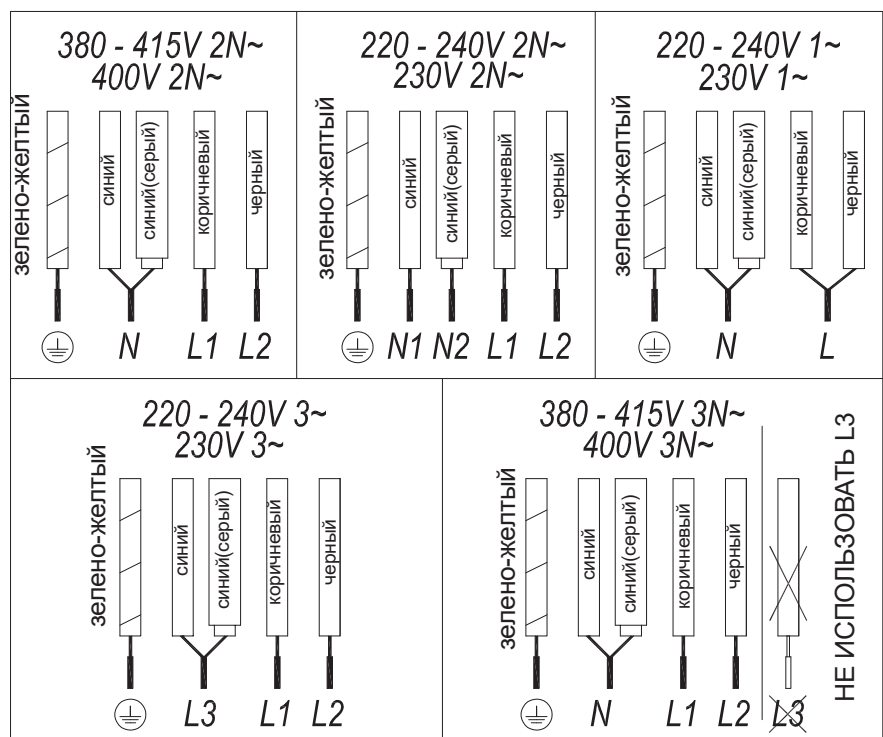 380 - 415V 2N~
400V 2N~
зелено-желтый
синий
синий(серый)
коричневый
черный
N L1 L2
220 - 240V 2N~
230V 2N~
зелено-желтый
синий
синий(серый)
коричневый
черный
N1 N2 L1 L2
220 - 240V 1~
230V 1~
зелено-желтый
синий
синий(серый)
коричневый
черный
N L
220 - 240V 3~
230V 3~
зелено-желтый
синий
синий(серый)
коричневый
черный
L3 L1 L2
380 - 415V 3N~
400V 3N~
зелено-желтый
синий
синий(серый)
коричневый
черный
N L1 L2 L3
НЕ ИСПОЛЬЗОВАТЬ L3